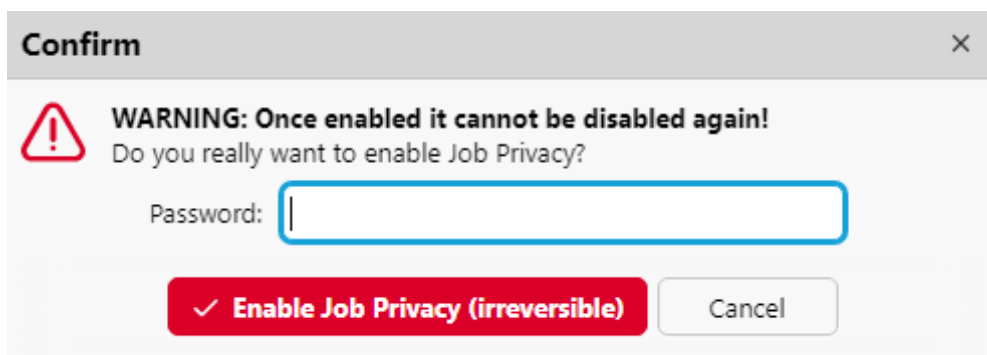 Confirm
WARNING: Once enabled it cannot be disabled again!
Do you really want to enable Job Privacy?
Password:
Enable Job Privacy (irreversible)
Cancel